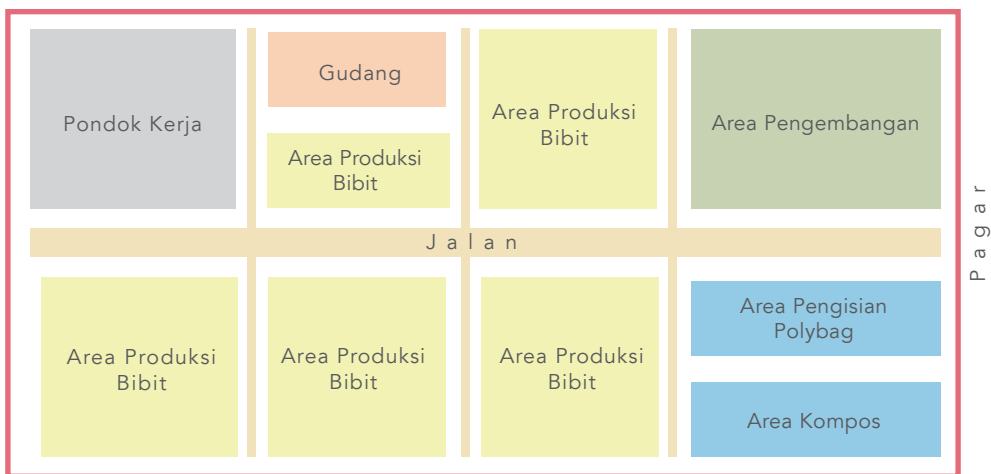 Pondok Kerja
Gudang
Area Produksi
Bibit
Area Produksi
Bibit
Area Pengembangan
Jalan
Pagar
Area Produksi
Bibit
Area Produksi
Bibit
Area Produksi
Bibit
Area Pengisian
Polybag
Area Kompos